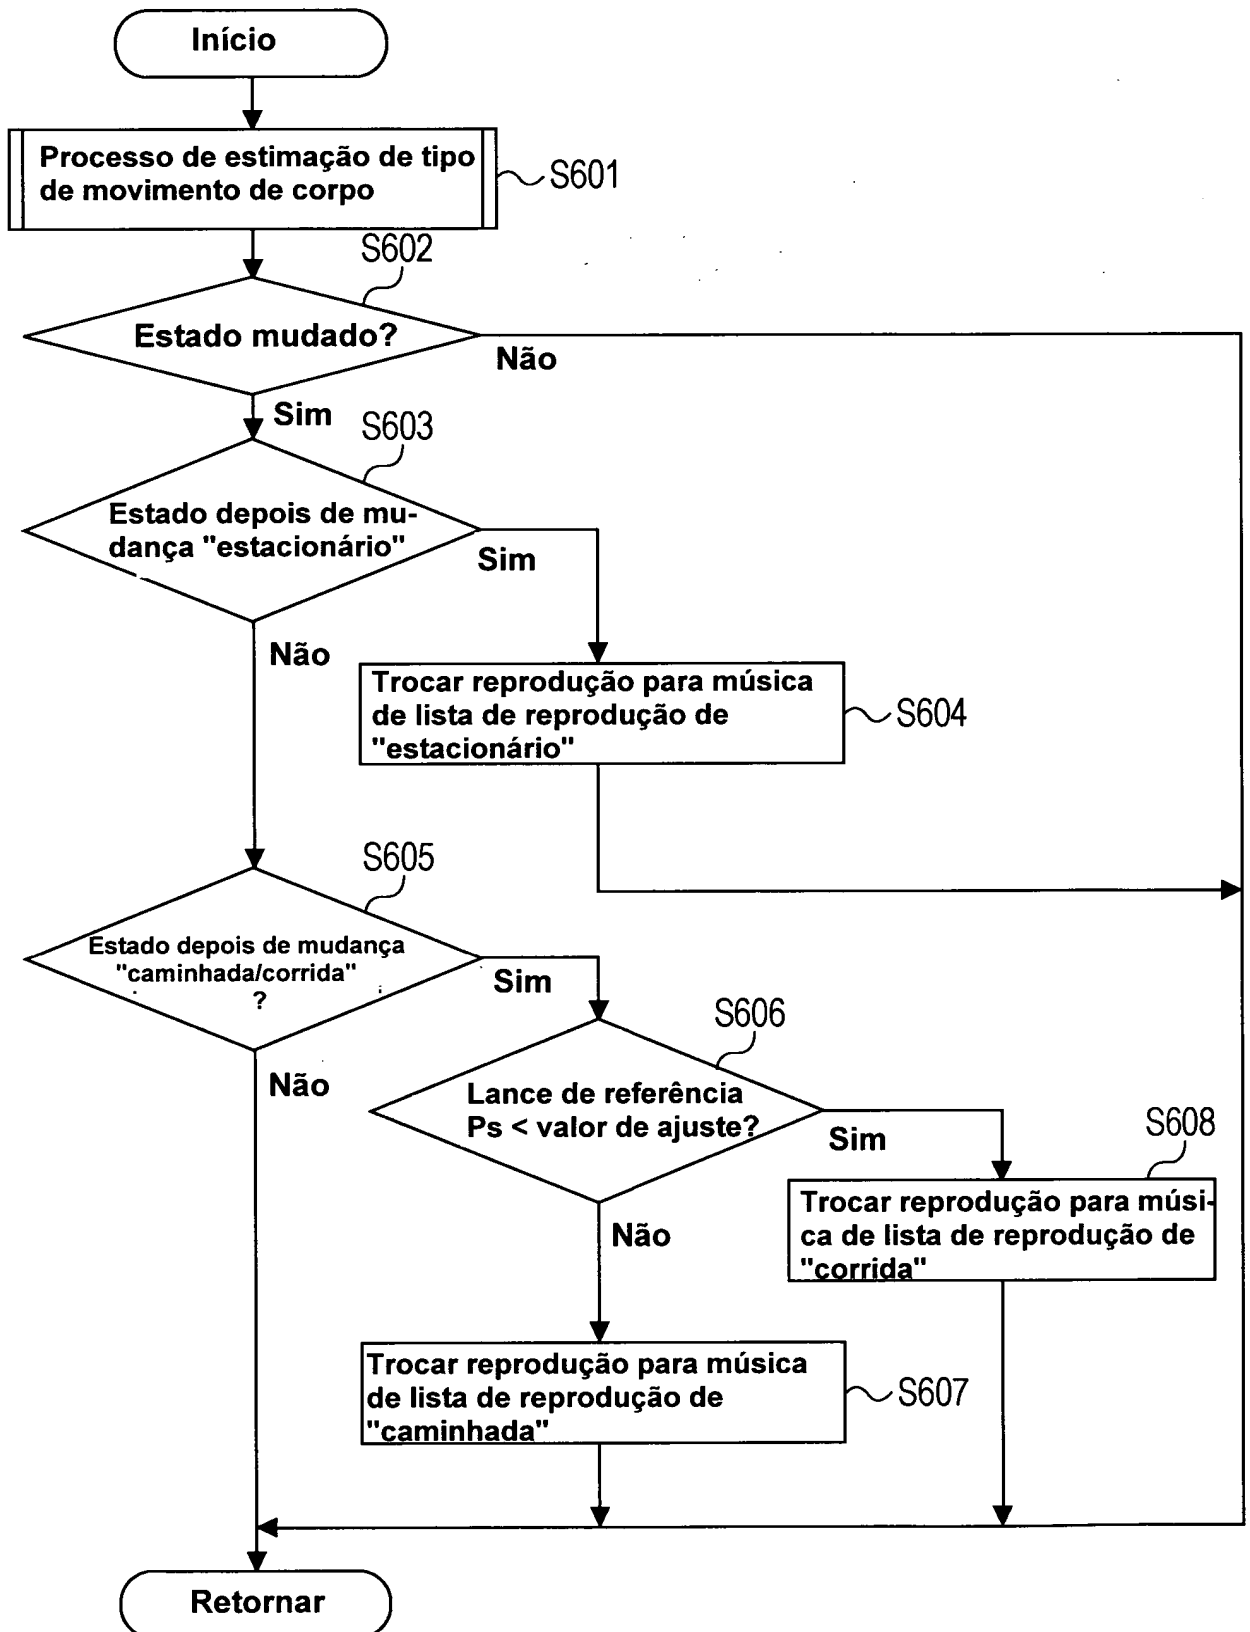 Início
Processo de estimação de tipo
de movimento de corpo
S601
S602
Estado mudado?
Não
Sim
S603
Estado depois de mu-
dança "estacionário"
Sim
Não
Trocar reprodução para música
de lista de reprodução de
"estacionário"
S604
S605
Estado depois de mudança
"caminhada/corrida"
?
Sim
Não
S606
Lance de referência
Ps < valor de ajuste?
Sim
Não
S608
Trocar reprodução para músi-
ca de lista de reprodução de
"corrida"
Trocar reprodução para música
de lista de reprodução de
"caminhada"
S607
Retornar